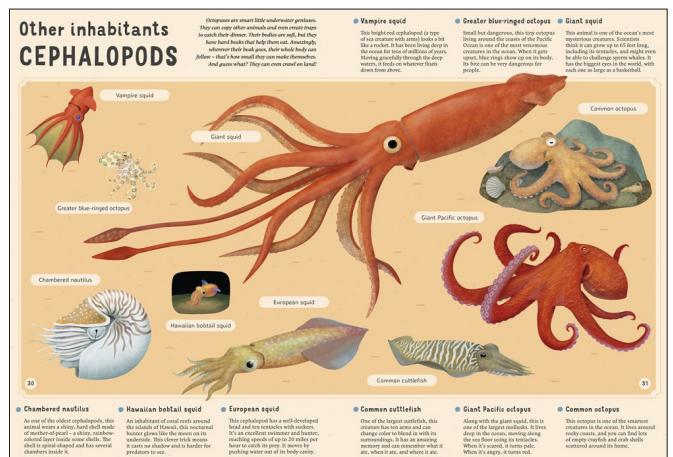 Other inhabitants
CEPHALOPODS
Octopuses are smart little underwater geniuses.
They can copy other animals and even create traps
to catch their dinner. Their bodies are soft, but they
have hard beaks that help them eat. Amazingly,
wherever their beak goes, their whole body can
follow – that's how small they can make themselves.
And guess what? They can even crawl on land!
Vampire squid
This bright-red cephalopod (a type
of sea creature with arms) looks a bit
like a rocket. It has been living deep in
the ocean for tens of millions of years.
Moving gracefully through the deep
waters, it feeds on whatever floats
down from above.
Greater blue-ringed octopus
Small but dangerous, this tiny octopus
living around the coasts of the Pacific
Ocean is one of the most venomous
creatures in the ocean. When it gets
upset, blue rings show up on its body.
Its bite can be very dangerous for
people.
Giant squid
This animal is one of the ocean's most
mysterious creatures. Scientists
think it can grow up to 65 feet long,
including its tentacles, and might even
be able to challenge sperm whales. It
has the biggest eyes in the world, with
each one as large as a basketball.
Vampire squid
Giant squid
Common octopus
Greater blue-ringed octopus
Giant Pacific octopus
Chambered nautilus
European squid
Hawaiian bobtail squid
Common cuttlefish
30
31
Chambered nautilus
As one of the oldest cephalopods, this
animal wears a shiny, hard shell made
of mother-of-pearl – a shiny, rainbow-
colored layer inside some shells. The
shell is spiral-shaped and has several
chambers inside it.
Hawaiian bobtail squid
An inhabitant of coral reefs around
the islands of Hawaii, this nocturnal
hunter glows like the moon on its
underside. This clever trick means
it casts no shadow and is harder for
predators to see.
European squid
This cephalopod has a well-developed
head and ten tentacles with suckers.
It's an excellent swimmer and hunter,
reaching speeds of up to 20 miles per
hour to catch its prey. It moves by
pushing water out of its body cavity.
Common cuttlefish
One of the largest cuttlefish, this
creature has ten arms and can
change color to blend in with its
surroundings. It has an amazing
memory and can remember what it
ate, when it ate, and where it ate.
Giant Pacific octopus
Along with the giant squid, this is
one of the largest mollusks. It lives
deep in the ocean, moving along
the sea floor using its tentacles.
When it's scared, it turns pale.
When it's angry, it turns red.
Common octopus
This octopus is one of the smartest
creatures in the ocean. It lives around
rocky coasts, and you can find lots
of empty crayfish and crab shells
scattered around its home.